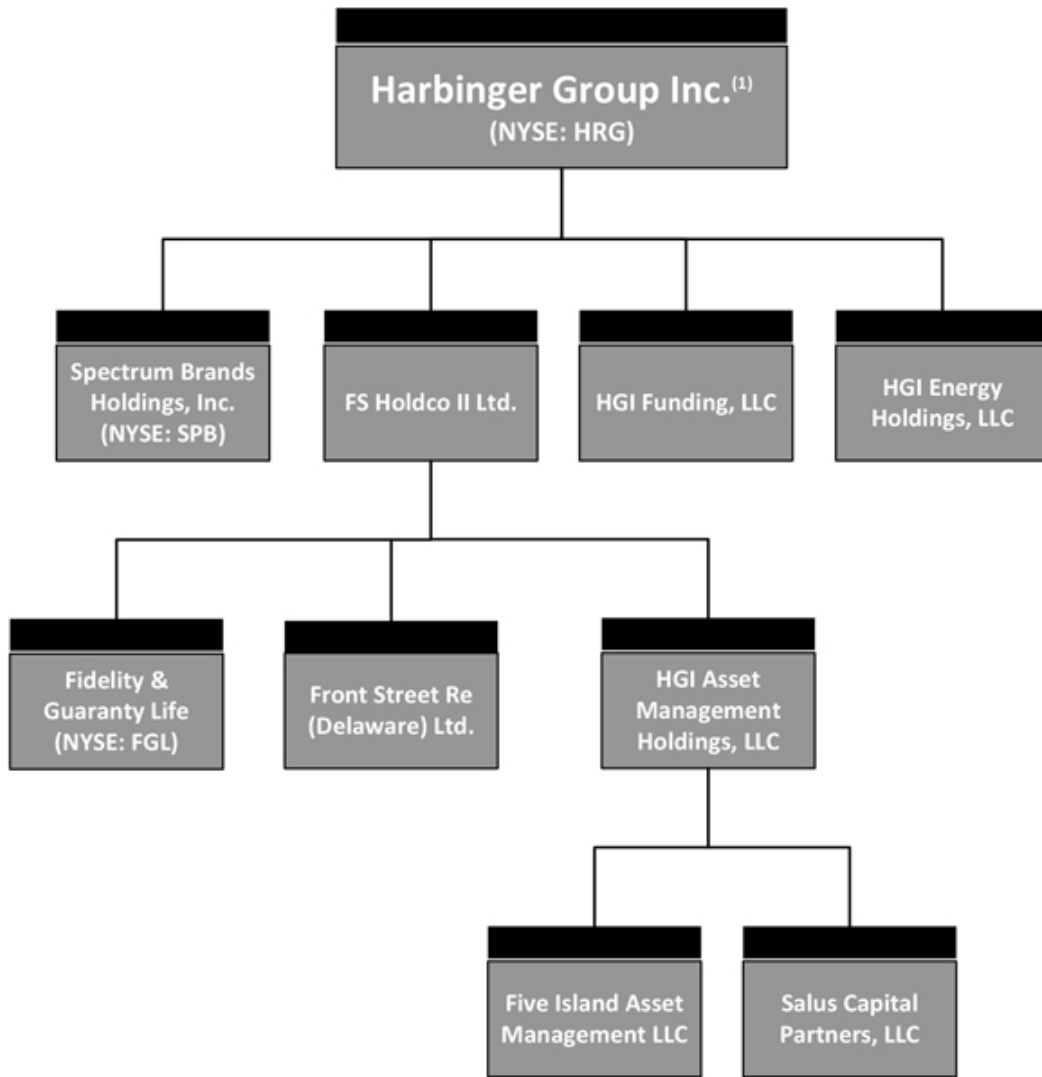 Harbinger Group Inc.(1)
(NYSE: HRG)
Spectrum Brands
Holdings, Inc.
(NYSE: SPB)
FS Holdco II Ltd.
HGI Funding, LLC
HGI Energy
Holdings, LLC
Fidelity &
Guaranty Life
(NYSE: FGL)
Front Street Re
(Delaware) Ltd.
HGI Asset
Management
Holdings, LLC
Five Island Asset
Management LLC
Salus Capital
Partners, LLC